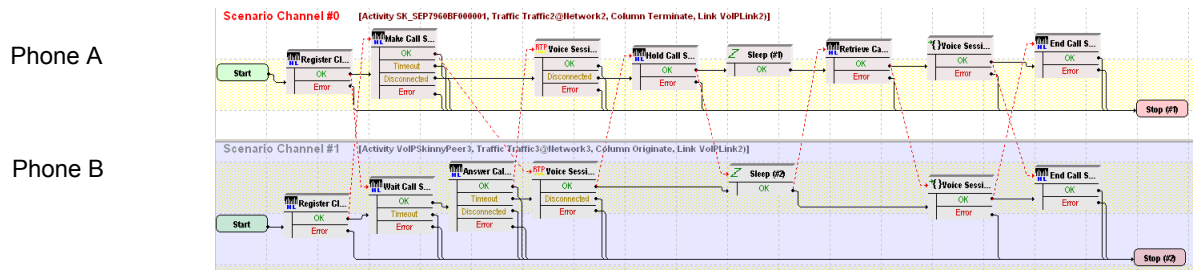 Scenario Channel #0 [Activity SK_SEP7960BF000001, Traffic Traffic2@Network2, Column Terminate, Link VoIPLink2)]
Phone A
Start
Register Cl...
OK
Error
Make Call S...
OK
Timeout
Disconnected
Error
RTP Voice Sessi...
OK
Disconnected
Error
Hold Call S...
OK
Error
Sleep (#1)
OK
Retrieve Ca...
OK
Error
Voice Sessi...
OK
Error
End Call S...
OK
Error
Stop (#1)
Scenario Channel #1 [Activity VoIPSkinnyPeer3, Traffic Traffic3@Network3, Column Originate, Link VoIPLink2)]
Phone B
Start
Register Cl...
OK
Error
Wait Call S...
OK
Timeout
Error
Answer Cal...
OK
Timeout
Disconnected
Error
RTP Voice Sessi...
OK
Disconnected
Error
Sleep (#2)
OK
Voice Sessi...
OK
Error
End Call S...
OK
Error
Stop (#2)